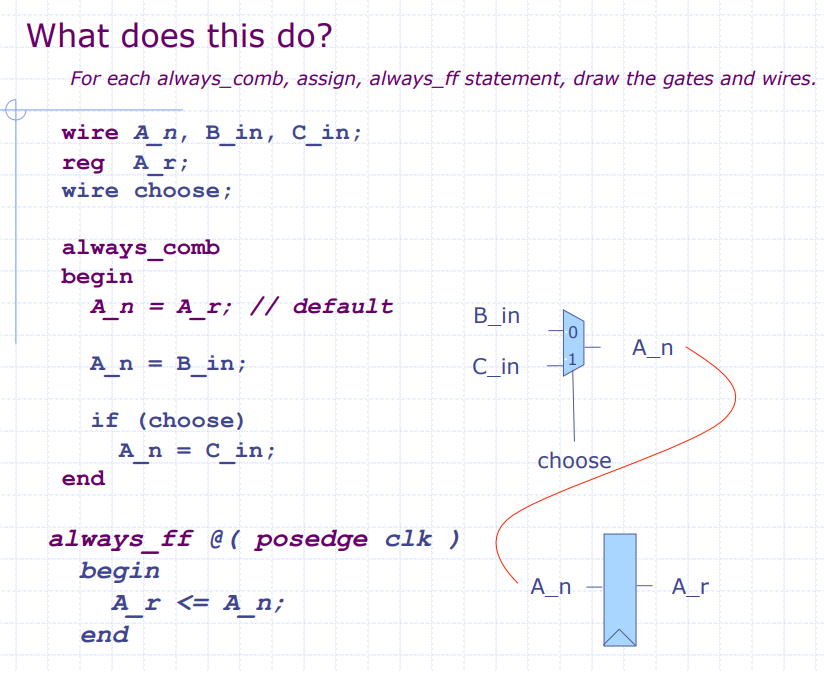 What does this do?
For each always_comb, assign, always_ff statement, draw the gates and wires.
wire A_n, B_in, C_in;
reg A_r;
wire choose;
always_comb
begin
A_n = A_r; // default
A_n = B_in;
if (choose)
A_n = C_in;
end
always_ff @( posedge clk )
begin
A_r <= A_n;
end
B_in
0
A_n
C_in
1
choose
A_n
A_r